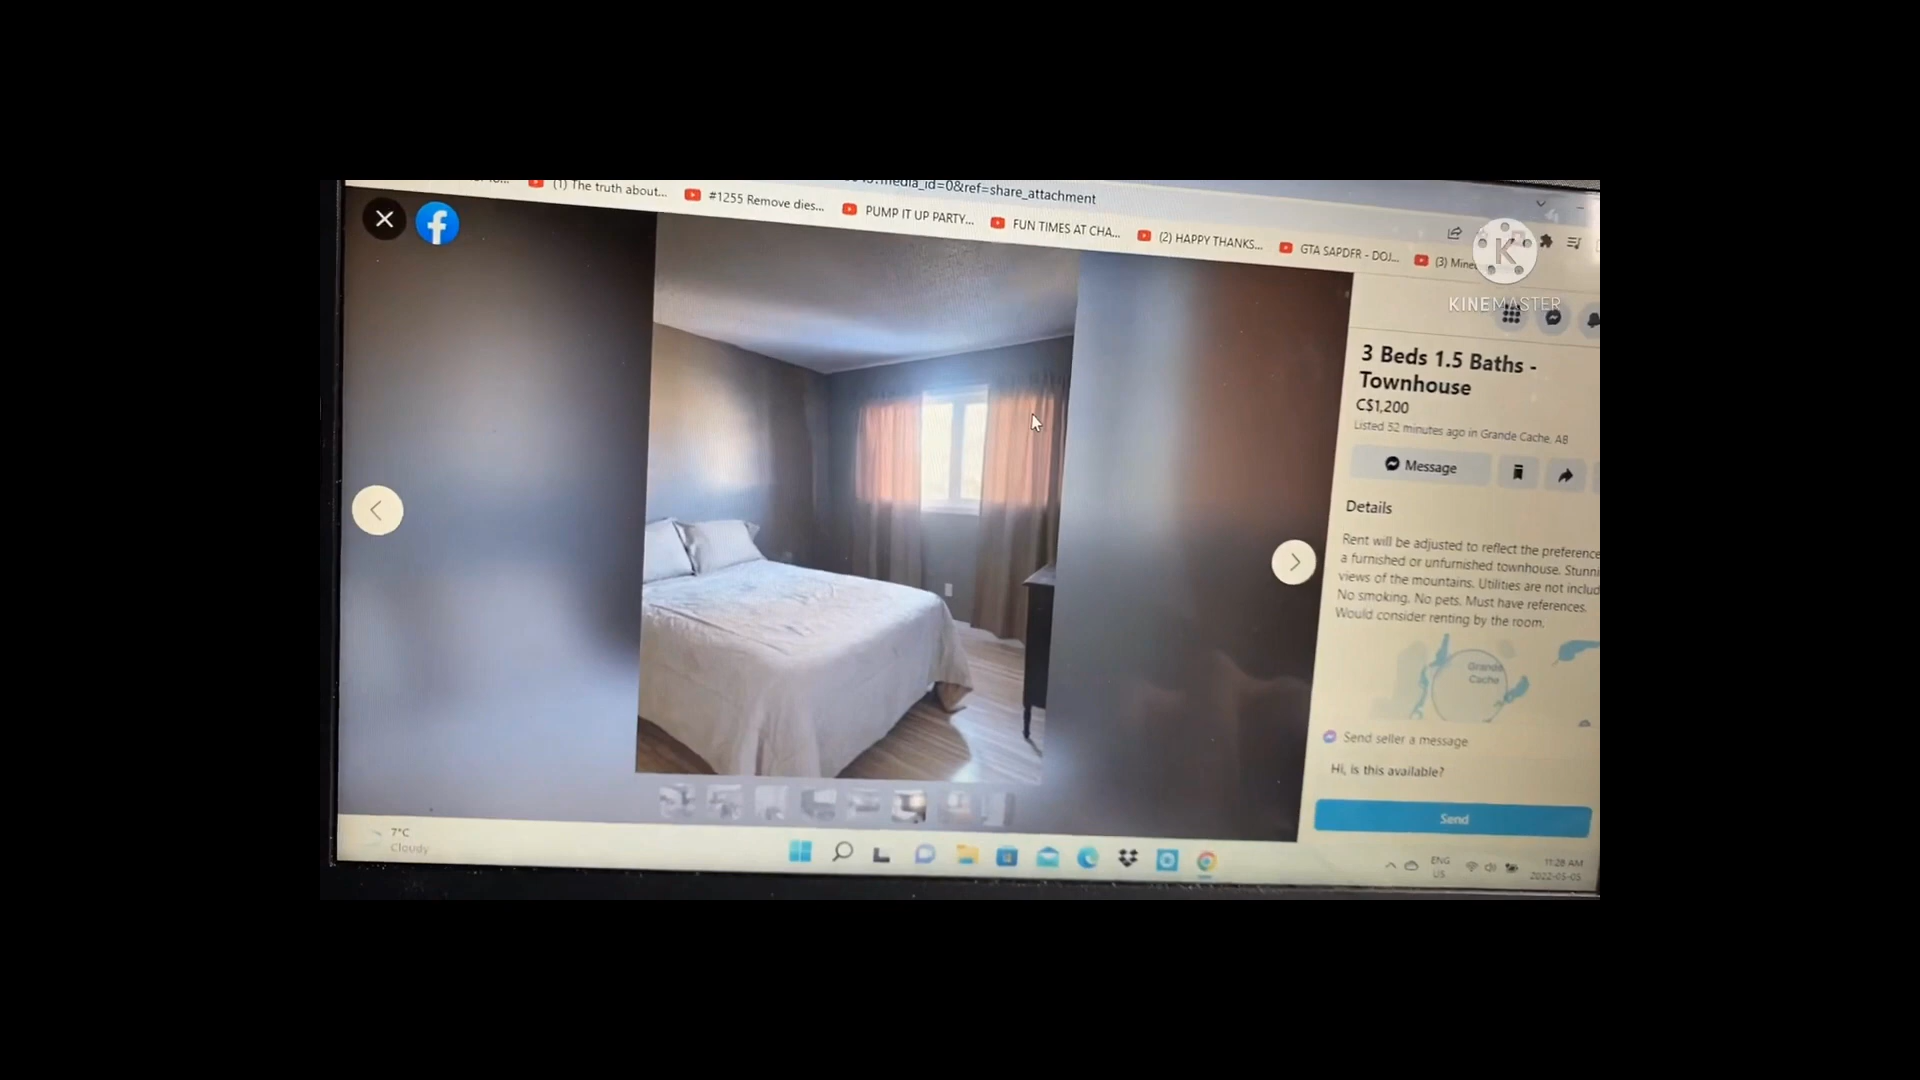 media_id=0&ref=share_attachment
(1) The truth about...
#1255 Remove dies...
PUMP IT UP PARTY...
FUN TIMES AT CHA...
(2) HAPPY THANKS...
GTA SAPDFR - DOJ...
(3) Mine
K
KINEMASTER
3 Beds 1.5 Baths -
Townhouse
C$1,200
Listed 52 minutes ago in Grande Cache, AB
Message
Details
Rent will be adjusted to reflect the preference
a furnished or unfurnished townhouse. Stunni
views of the mountains. Utilities are not includ
No smoking. No pets. Must have references.
Would consider renting by the room.
Grande
Cache
Send seller a message
Hi, is this available?
Send
7°C
Cloudy
ENG
US
11:28 AM
2022-05-05